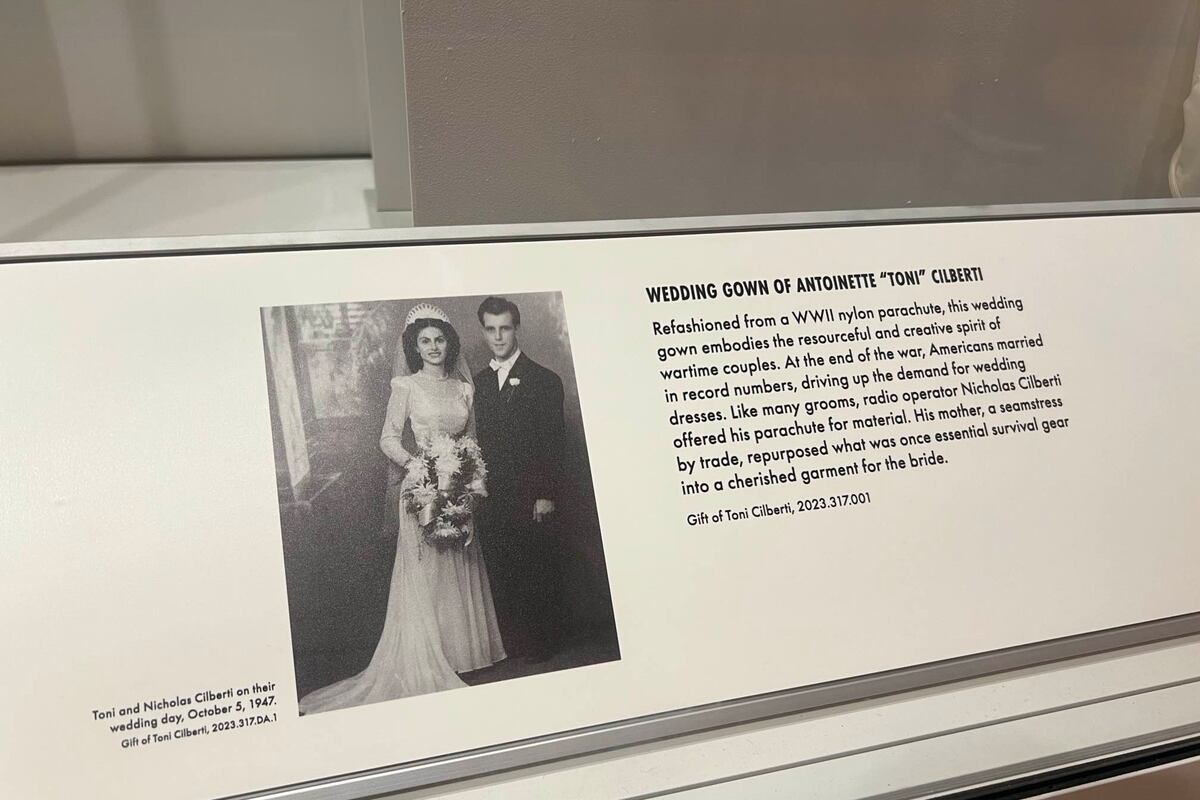 WEDDING GOWN OF ANTOINETTE “TONI” CILBERTI
Refashioned from a WWII nylon parachute, this wedding
gown embodies the resourceful and creative spirit of
wartime couples. At the end of the war, Americans married
in record numbers, driving up the demand for wedding
dresses. Like many grooms, radio operator Nicholas Cilberti
offered his parachute for material. His mother, a seamstress
by trade, repurposed what was once essential survival gear
into a cherished garment for the bride.
Gift of Toni Cilberti, 2023.317.001
Toni and Nicholas Cilberti on their
wedding day, October 5, 1947.
Gift of Toni Cilberti, 2023.317.DA.1